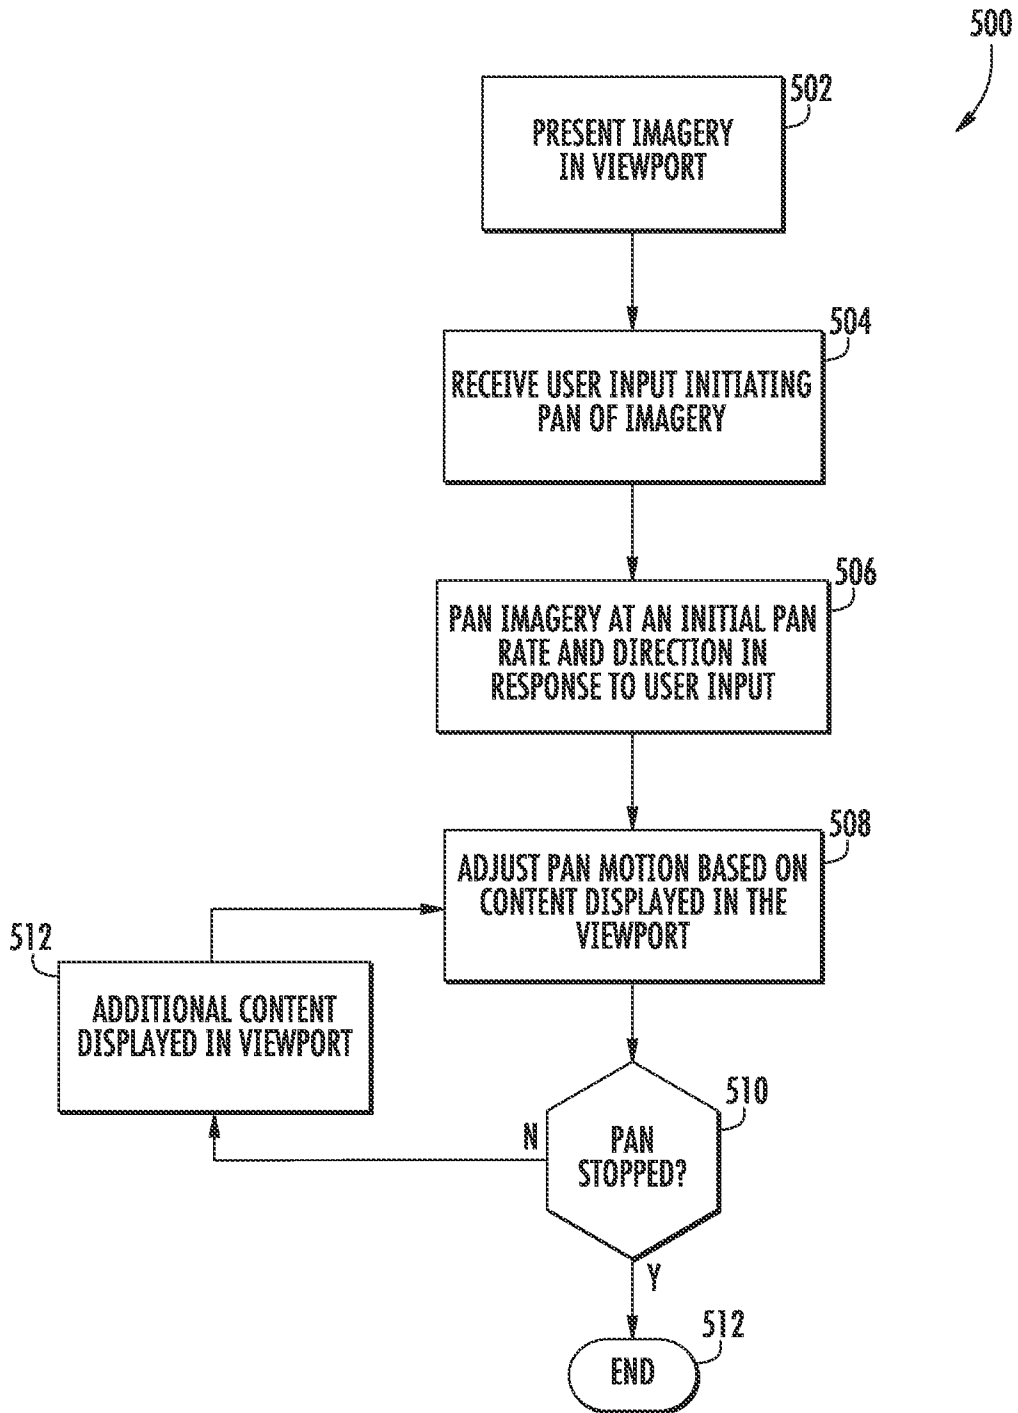 500
502
PRESENT IMAGERY
IN VIEWPORT
504
RECEIVE USER INPUT INITIATING
PAN OF IMAGERY
506
PAN IMAGERY AT AN INITIAL PAN
RATE AND DIRECTION IN
RESPONSE TO USER INPUT
508
ADJUST PAN MOTION BASED ON
CONTENT DISPLAYED IN THE
VIEWPORT
512
ADDITIONAL CONTENT
DISPLAYED IN VIEWPORT
510
N
PAN
STOPPED?
Y
512
END